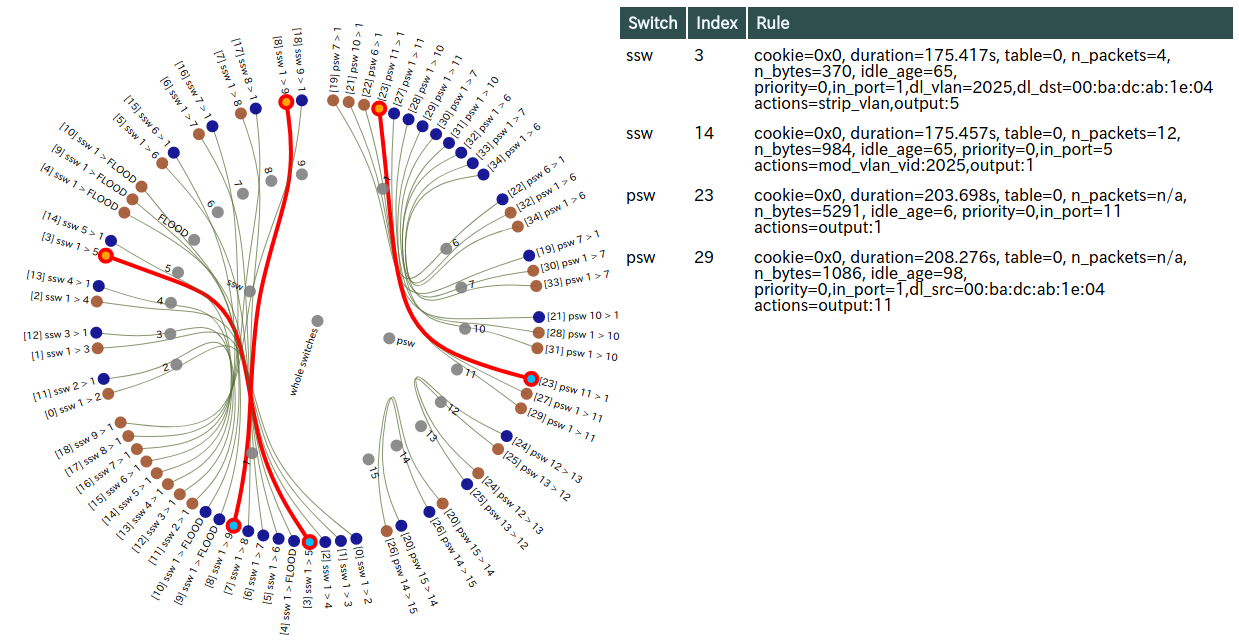 [19] psw 7 > 1
[21] psw 10 > 1
[22] psw 6 > 1
[23] psw 11 > 1
[27] psw 1 > 11
[28] psw 1 > 10
[29] psw 1 > 11
[30] psw 1 > 7
[31] psw 1 > 10
[32] psw 1 > 6
[33] psw 1 > 7
[34] psw 1 > 6
[22] psw 6 > 1
[32] psw 1 > 6
[34] psw 1 > 6
[19] psw 7 > 1
[30] psw 1 > 7
[33] psw 1 > 7
[21] psw 10 > 1
[28] psw 1 > 10
[31] psw 1 > 10
[23] psw 11 > 1
[27] psw 1 > 11
[29] psw 1 > 11
[24] psw 12 > 13
[25] psw 13 > 12
[24] psw 12 > 13
[25] psw 13 > 12
[20] psw 15 > 14
[26] psw 14 > 15
[20] psw 15 > 14
[26] psw 14 > 15
[0] ssw 1 > 2
[1] ssw 1 > 3
[2] ssw 1 > 4
[3] ssw 1 > 5
[4] ssw 1 > FLOOD
[5] ssw 1 > 6
[6] ssw 1 > 7
[7] ssw 1 > 8
[8] ssw 1 > 9
[9] ssw 1 > FLOOD
[10] ssw 1 > FLOOD
[11] ssw 2 > 1
[12] ssw 3 > 1
[13] ssw 4 > 1
[14] ssw 5 > 1
[15] ssw 6 > 1
[16] ssw 7 > 1
[17] ssw 8 > 1
[18] ssw 9 > 1
[0] ssw 1 > 2
[11] ssw 2 > 1
[1] ssw 1 > 3
[12] ssw 3 > 1
[2] ssw 1 > 4
[13] ssw 4 > 1
[3] ssw 1 > 5
[14] ssw 5 > 1
[4] ssw 1 > FLOOD
[9] ssw 1 > FLOOD
[10] ssw 1 > FLOOD
[5] ssw 1 > 6
[15] ssw 6 > 1
[6] ssw 1 > 7
[16] ssw 7 > 1
[7] ssw 1 > 8
[17] ssw 8 > 1
[8] ssw 1 > 9
[18] ssw 9 > 1
1
6
7
10
11
12
13
14
15
psw
whole switches
ssw
1
2
3
4
5
FLOOD
6
7
8
9
Switch Index Rule
ssw 3 cookie=0x0, duration=175.417s, table=0, n_packets=4,
n_bytes=370, idle_age=65,
priority=0,in_port=1,dl_vlan=2025,dl_dst=00:ba:dc:ab:1e:04
actions=strip_vlan,output:5
ssw 14 cookie=0x0, duration=175.457s, table=0, n_packets=12,
n_bytes=984, idle_age=65, priority=0,in_port=5
actions=mod_vlan_vid:2025,output:1
psw 23 cookie=0x0, duration=203.698s, table=0, n_packets=n/a,
n_bytes=5291, idle_age=6, priority=0,in_port=11
actions=output:1
psw 29 cookie=0x0, duration=208.276s, table=0, n_packets=n/a,
n_bytes=1086, idle_age=98,
priority=0,in_port=1,dl_src=00:ba:dc:ab:1e:04
actions=output:11